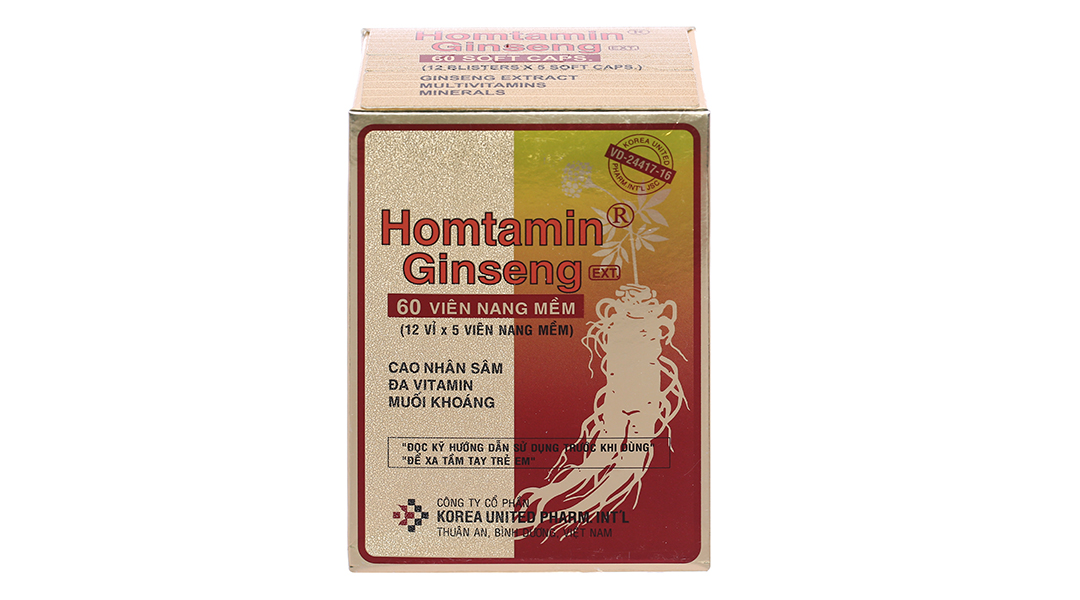 Homtamin®
Ginseng EXT.
60 SOFT CAPS.
(12 BLISTERS X 5 SOFT CAPS.)
GINSENG EXTRACT
MULTIVITAMINS
MINERALS
KOREA UNITED
VD-24417-16
PHARM.INT'L JSC
Homtamin®
Ginseng EXT.
60 VIÊN NANG MỀM
(12 VỈ x 5 VIÊN NANG MỀM)
CAO NHÂN SÂM
ĐA VITAMIN
MUỐI KHOÁNG
"ĐỌC KỸ HƯỚNG DẪN SỬ DỤNG TRƯỚC KHI DÙNG"
"ĐỂ XA TẦM TAY TRẺ EM"
CÔNG TY CỔ PHẦN
KOREA UNITED PHARM. INT'L
THUẬN AN, BÌNH DƯƠNG, VIỆT NAM